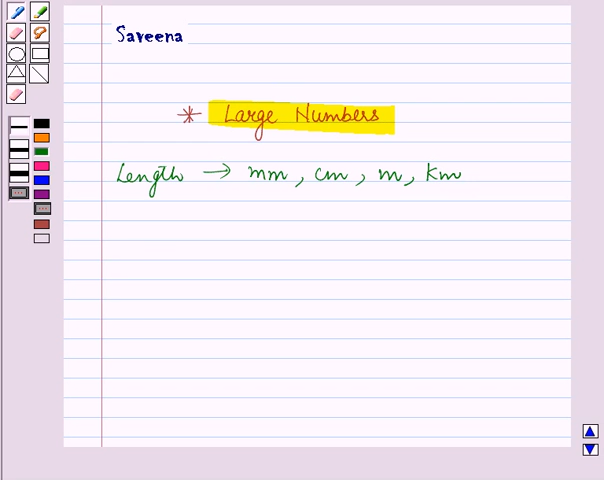 Saveena
* Large Numbers
Length → mm, cm, m, km